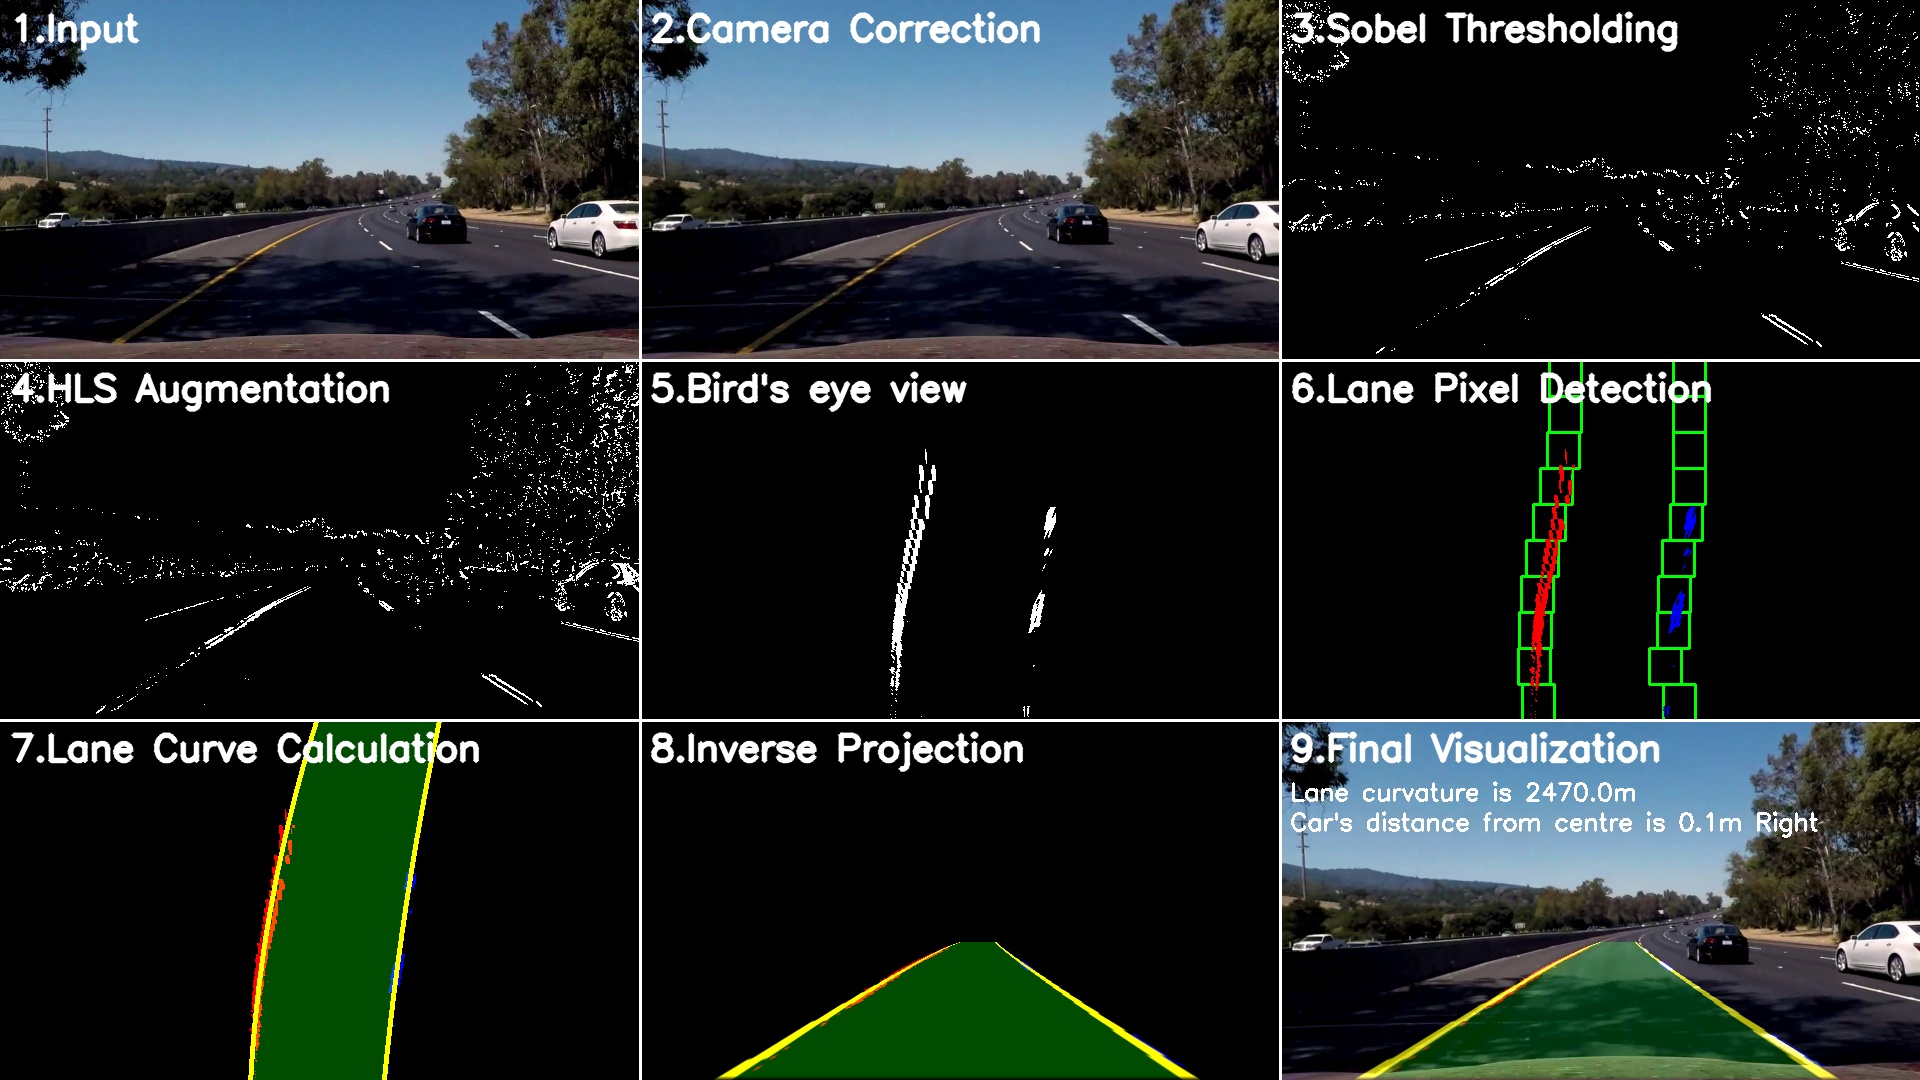 1.Input
2.Camera Correction
3.Sobel Thresholding
4.HLS Augmentation
5.Bird's eye view
6.Lane Pixel Detection
7.Lane Curve Calculation
8.Inverse Projection
9.Final Visualization
Lane curvature is 2470.0m
Car's distance from centre is 0.1m Right